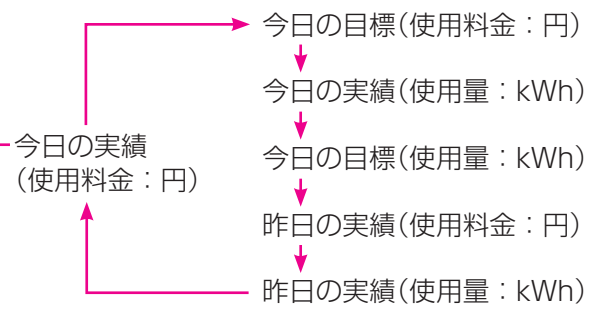 今日の目標（使用料金：円）
今日の実績（使用量：kWh）
今日の実績
（使用料金：円）
今日の目標（使用量：kWh）
昨日の実績（使用料金：円）
昨日の実績（使用量：kWh）